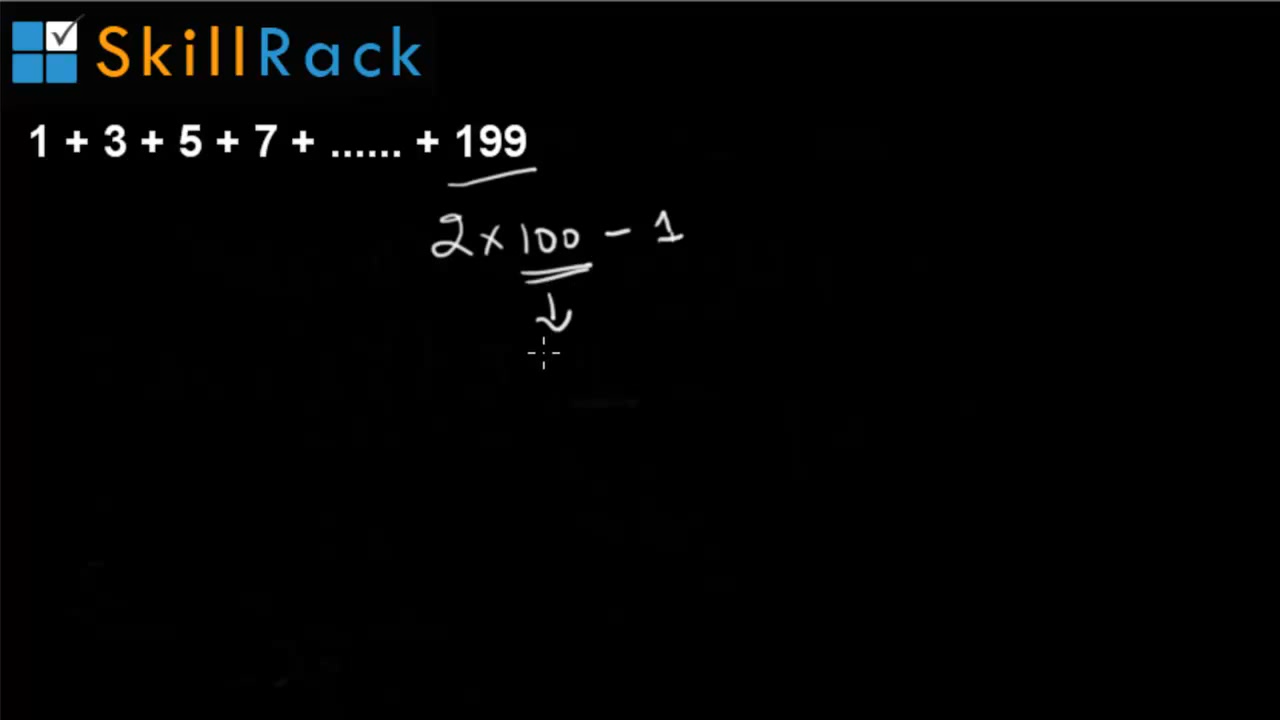 SkillRack
1 + 3 + 5 + 7 + ...... + 199
2 × 100 - 1